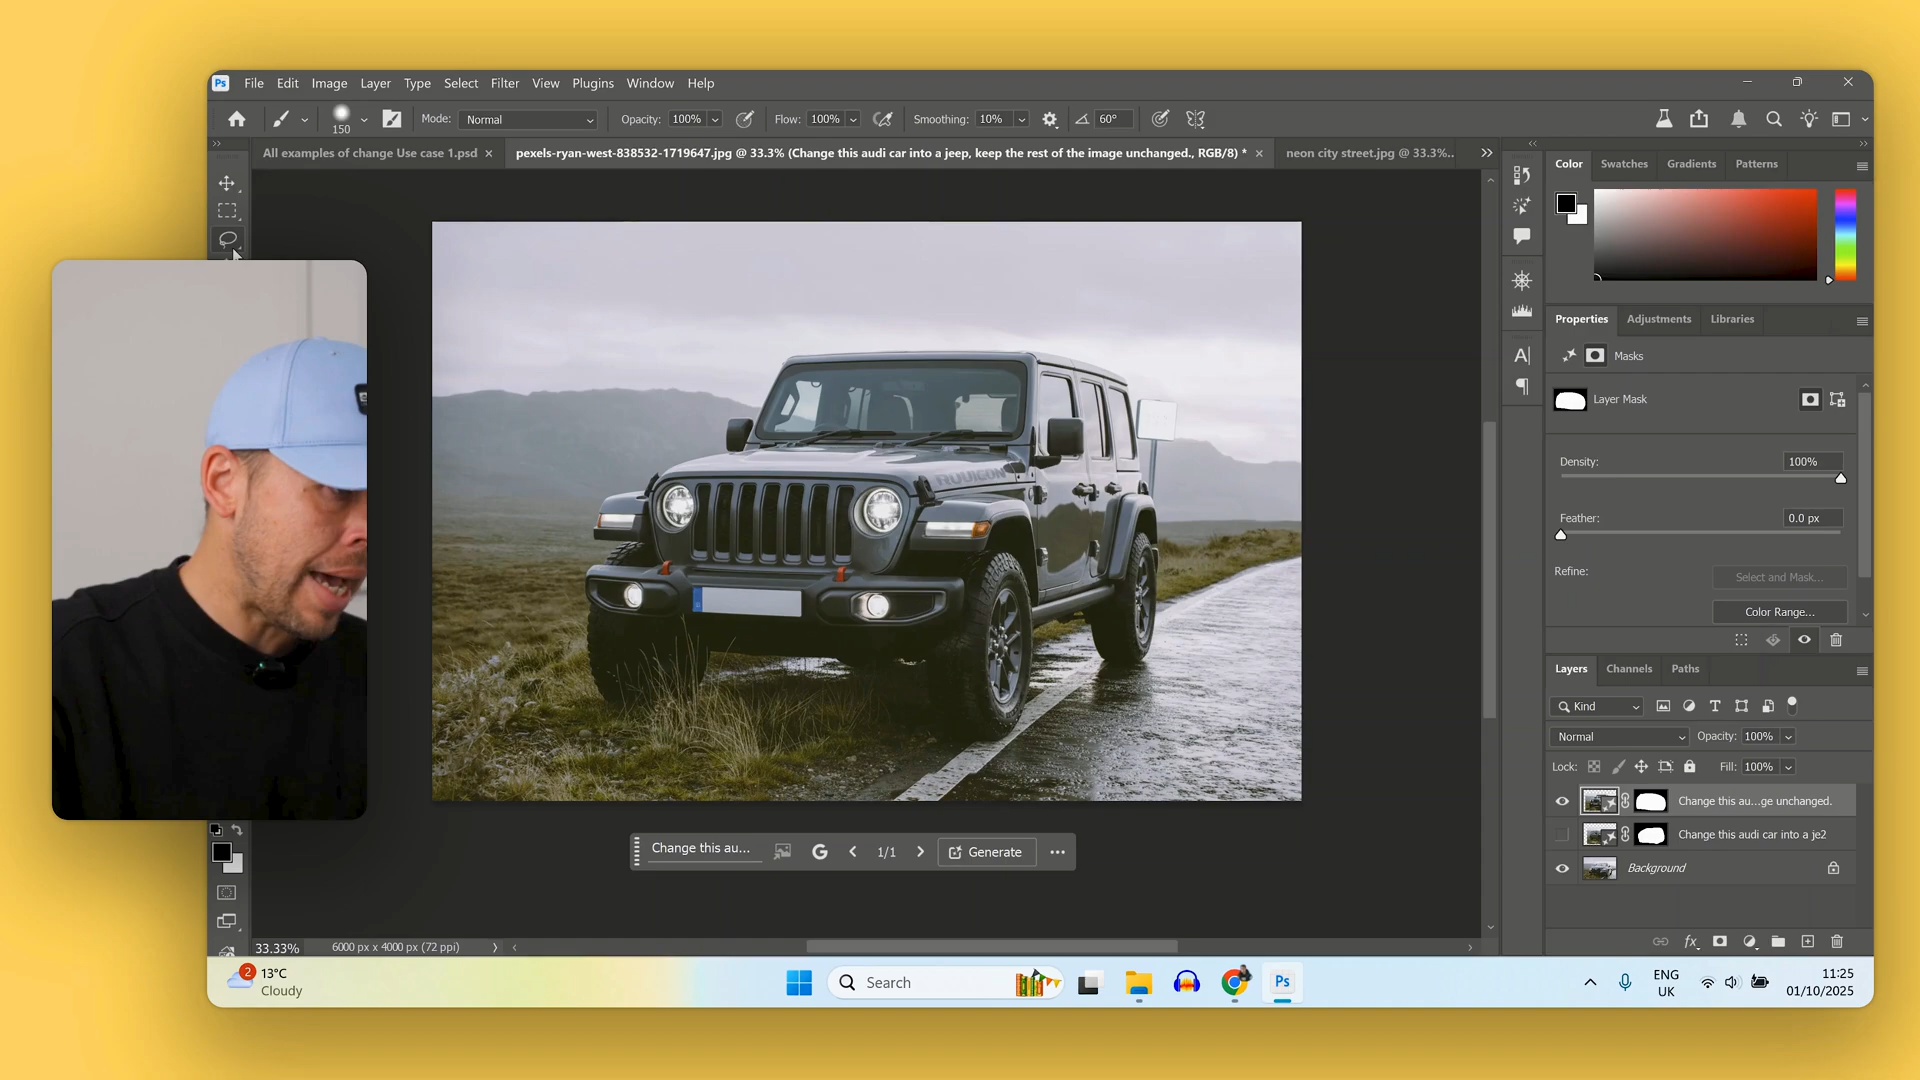 Ps File Edit Image Layer Type Select Filter View Plugins Window Help
150 Mode: Normal Opacity: 100% Flow: 100% Smoothing: 10% 60°
All examples of change Use case 1.psd × pexels-ryan-west-838532-1719647.jpg @ 33.3% (Change this audi car into a jeep, keep the rest of the image unchanged., RGB/8) * × neon city street.jpg @ 33.3%..
Color Swatches Gradients Patterns
Properties Adjustments Libraries
Masks
Layer Mask
Density: 100%
Feather: 0.0 px
Refine: Select and Mask...
Color Range...
RUBICON
Layers Channels Paths
Kind
Normal Opacity: 100%
Lock: Fill: 100%
Change this au...ge unchanged.
Change this audi car into a je2
Background
Change this au... G 1/1 Generate
33.33% 6000 px x 4000 px (72 ppi)
2 13°C
Cloudy
Search
Ps
ENG
UK
11:25
01/10/2025